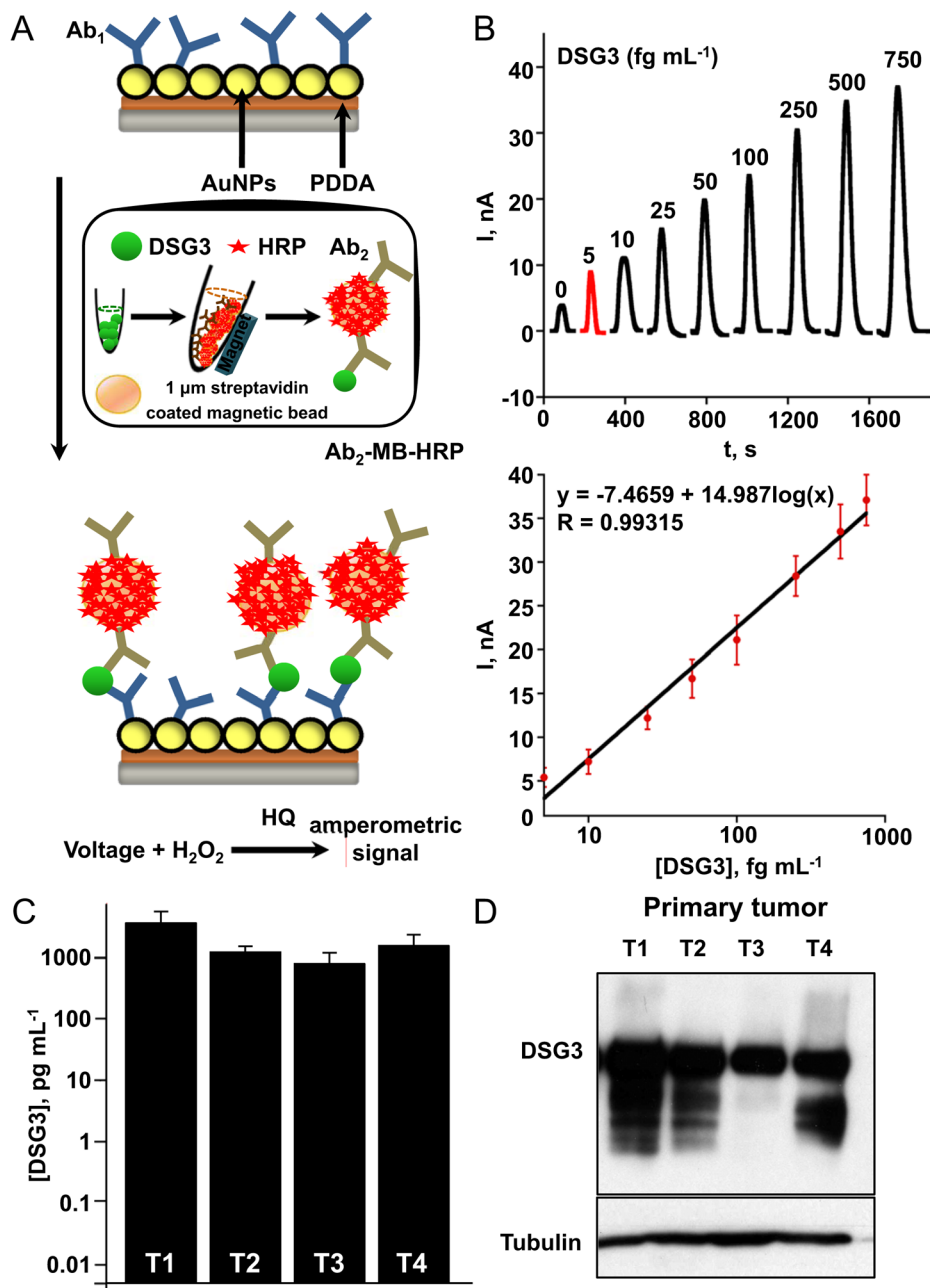 A
Ab₁
AuNPs PDDA
DSG3 HRP Ab₂
Magnet
1 μm streptavidin
coated magnetic bead
Ab₂-MB-HRP
HQ
Voltage + H₂O₂
amperometric
signal
B
DSG3 (fg mL⁻¹)
I, nA
40
30
20
10
0
-10
0
5
10
25
50
100
250
500
750
0 400 800 1200 1600
t, s
y = -7.4659 + 14.987log(x)
R = 0.99315
I, nA
40
35
30
25
20
15
10
5
0
10 100 1000
[DSG3], fg mL⁻¹
C
[DSG3], pg mL⁻¹
1000
100
10
1
0.1
0.01
T1 T2 T3 T4
D
Primary tumor
T1 T2 T3 T4
DSG3
Tubulin